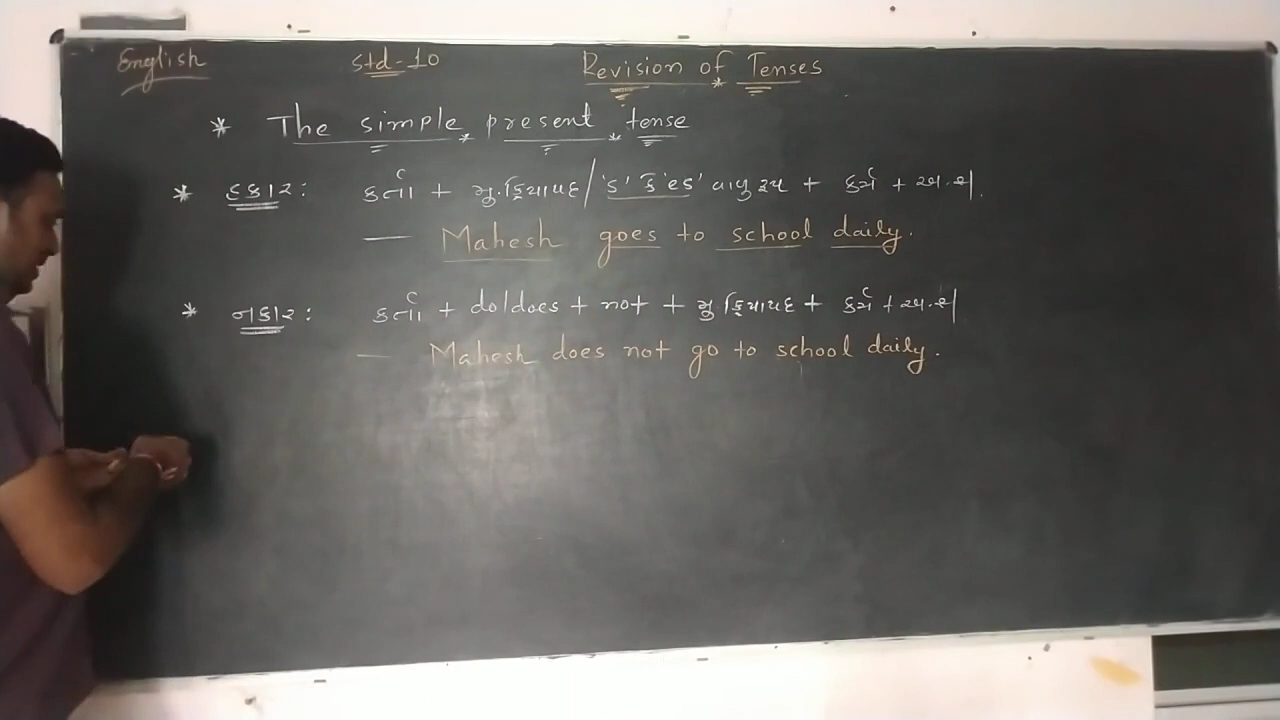 English Std-10 Revision of Tenses
* The simple present tense
* હકાર : કર્તા + મુ.ક્રિયાપદ/'s' કે 'es' વાળુ રૂપ + કર્મ + અ.શ.
— Mahesh goes to school daily.
* નકાર : કર્તા + do/does + not + મુ.ક્રિયાપદ + કર્મ + અ.શ
— Mahesh does not go to school daily.